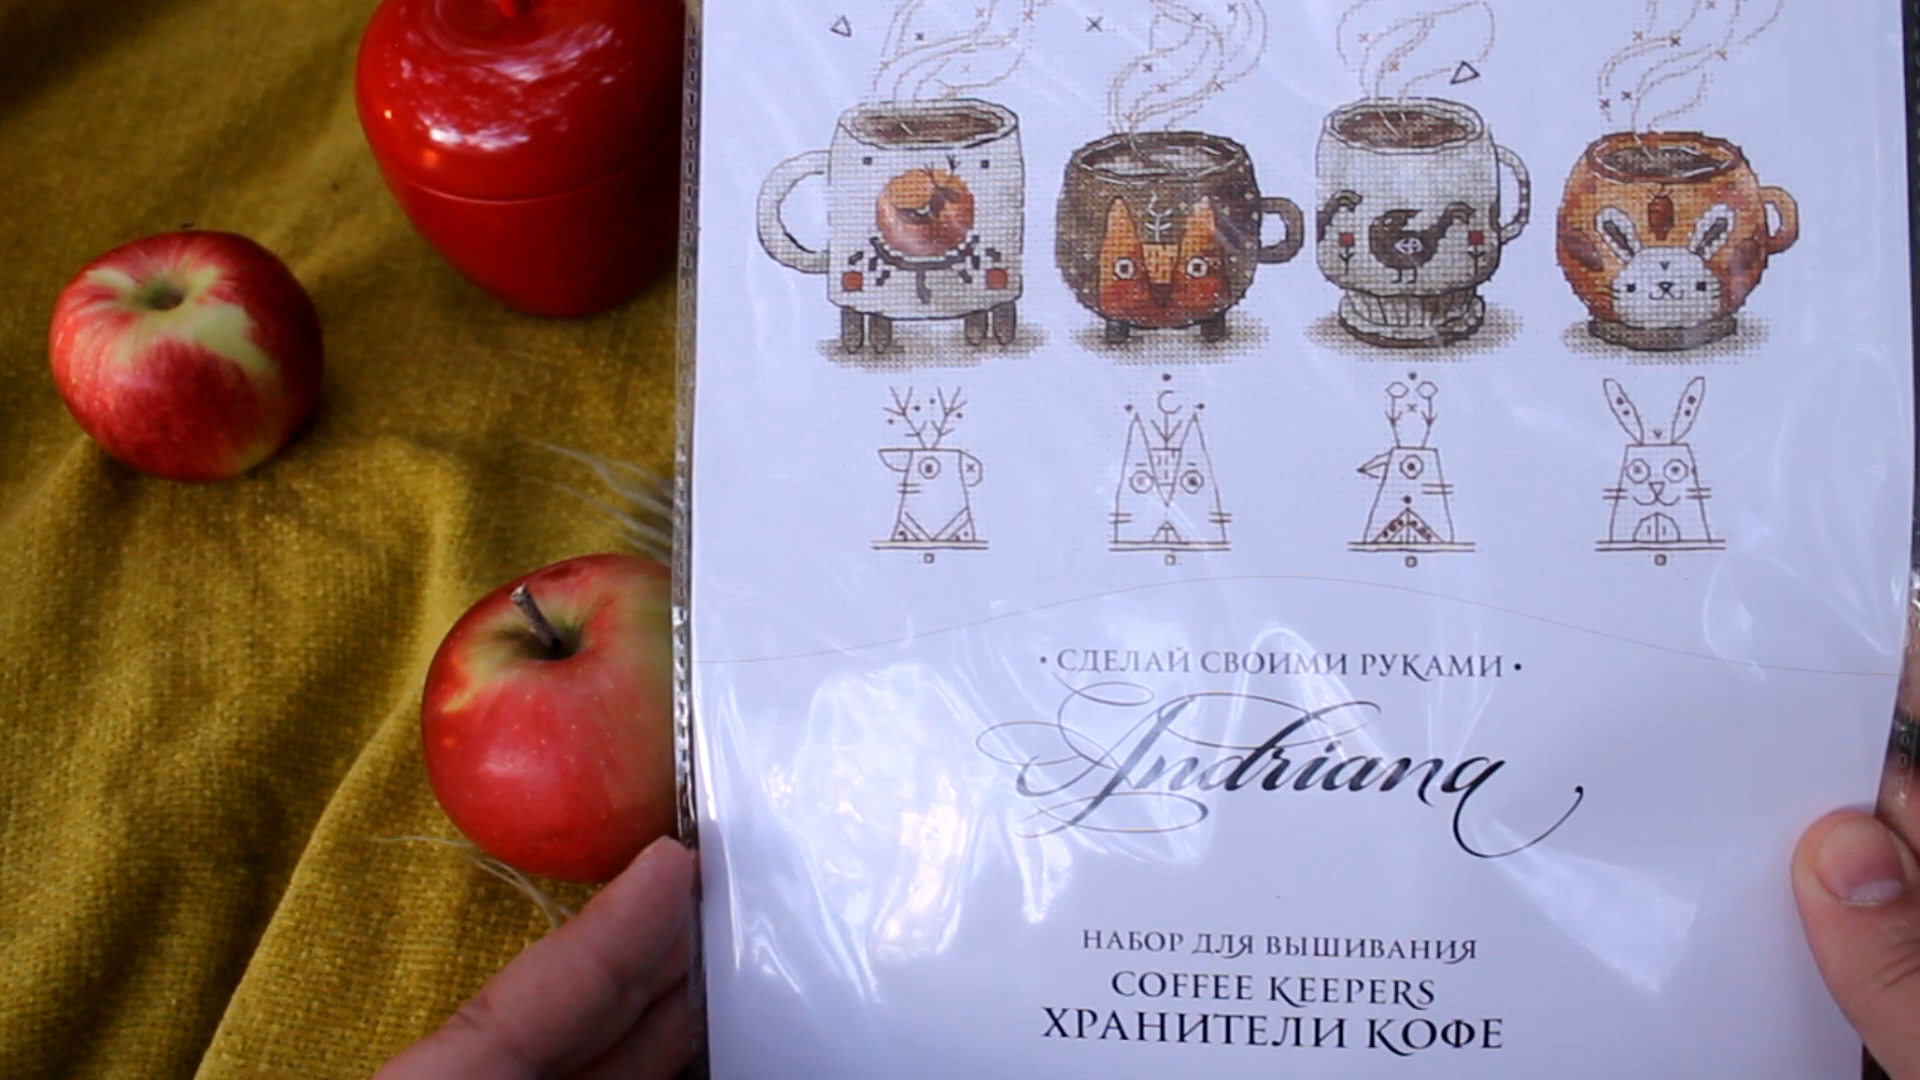 • СДЕЛАЙ СВОИМИ РУКАМИ •
Andriana
НАБОР ДЛЯ ВЫШИВАНИЯ
COFFEE KEEPERS
ХРАНИТЕЛИ КОФЕ